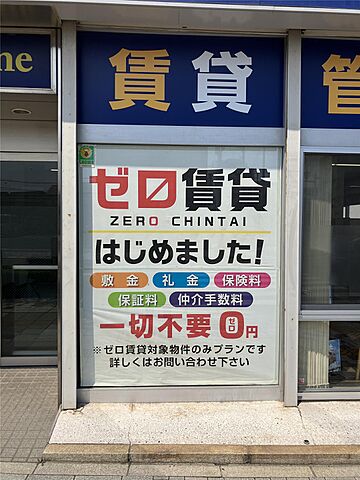 ne
賃貸
管
ゼロ賃貸
ZERO CHINTAI
はじめました!
敷金 礼金 保険料
保証料 仲介手数料
一切不要 0円
ゼロ
※ゼロ賃貸対象物件のみプランです
詳しくはお問い合わせ下さい